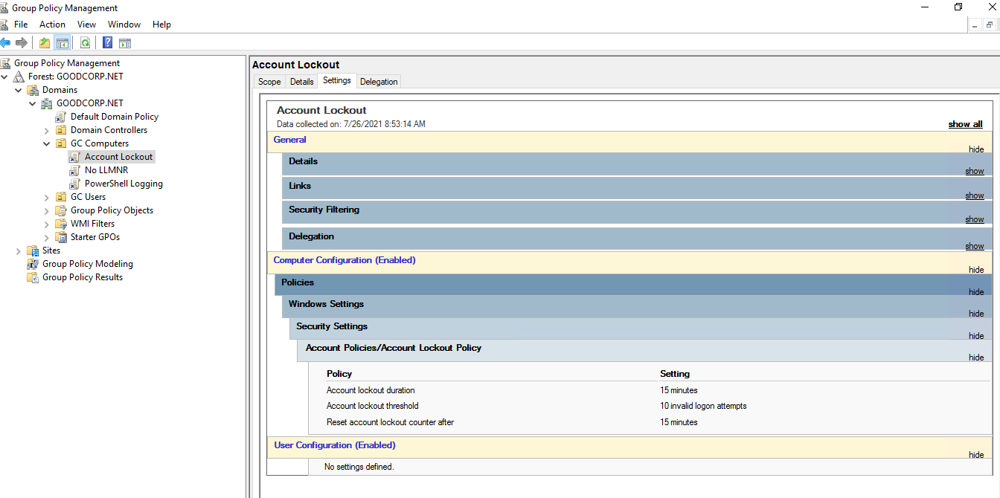 Group Policy Management
File Action View Window Help
Group Policy Management
Forest: GOODCORP.NET
Domains
GOODCORP.NET
Default Domain Policy
Domain Controllers
GC Computers
Account Lockout
No LLMNR
PowerShell Logging
GC Users
Group Policy Objects
WMI Filters
Starter GPOs
Sites
Group Policy Modeling
Group Policy Results
Account Lockout
Scope Details Settings Delegation
Account Lockout
Data collected on: 7/26/2021 8:53:14 AM show all
General hide
Details show
Links show
Security Filtering show
Delegation show
Computer Configuration (Enabled) hide
Policies hide
Windows Settings hide
Security Settings hide
Account Policies/Account Lockout Policy hide
Policy Setting
Account lockout duration 15 minutes
Account lockout threshold 10 invalid logon attempts
Reset account lockout counter after 15 minutes
User Configuration (Enabled) hide
No settings defined.